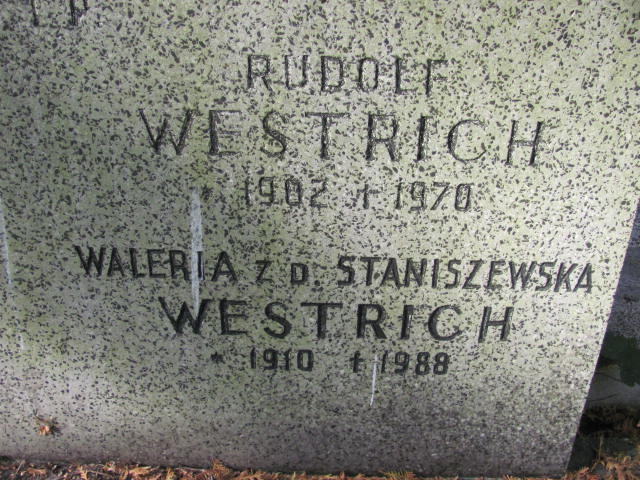 RUDOLF
WESTRICH
* 1902 † 1970
WALERIA Z D. STANISZEWSKA
WESTRICH
* 1910 † 1988